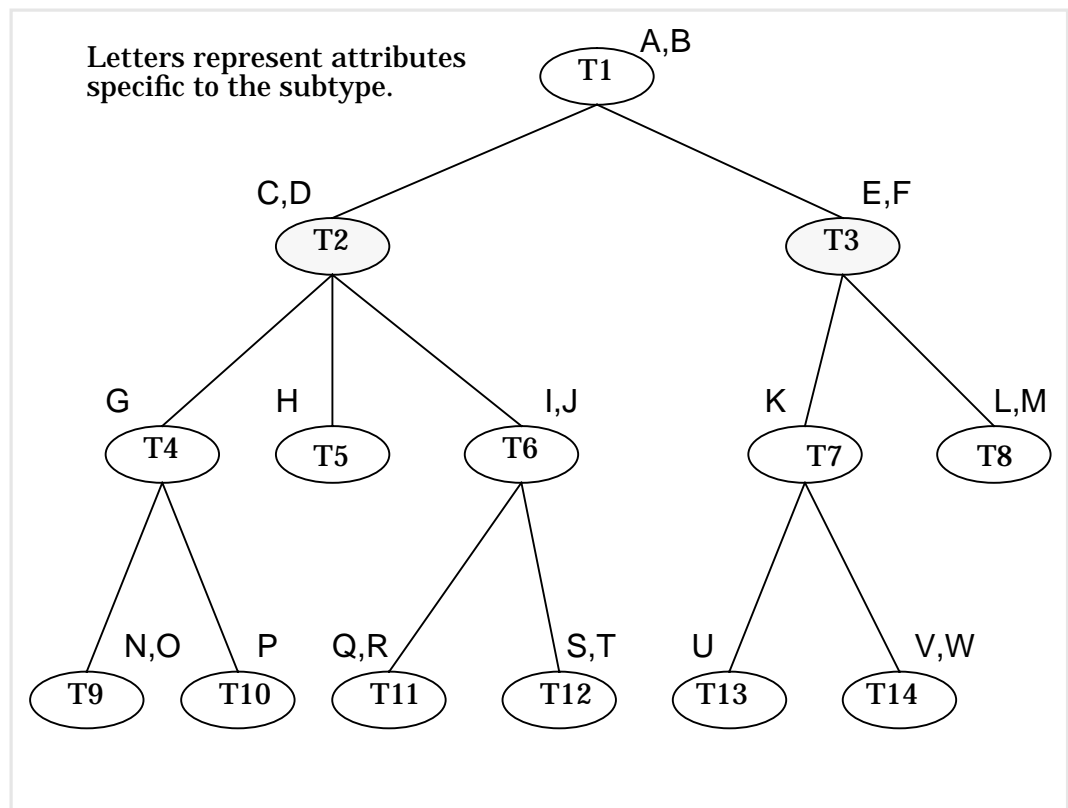 Letters represent attributes
specific to the subtype.
A,B
T1
C,D
E,F
T2
T3
G
H
I,J
K
L,M
T4
T5
T6
T7
T8
N,O
P
Q,R
S,T
U
V,W
T9
T10
T11
T12
T13
T14